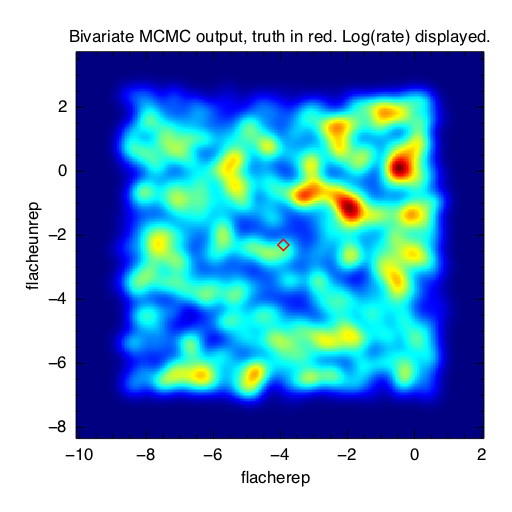 Bivariate MCMC output, truth in red. Log(rate) displayed.
2
0
−2
−4
−6
−8
flacheunrep
−10 −8 −6 −4 −2 0 2
flacherep